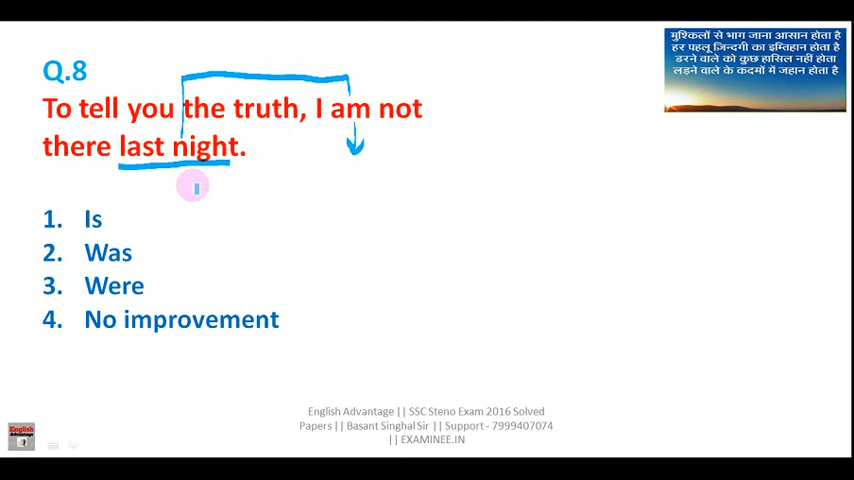 मुश्किलों से भाग जाना आसान होता है
हर पहलू ज़िन्दगी का इम्तिहान होता है
डरने वाले को कुछ हासिल नहीं होता
लड़ने वाले के कदमों में जहान होता है
Q.8
To tell you the truth, I am not
there last night.
1. Is
2. Was
3. Were
4. No improvement
English Advantage || SSC Steno Exam 2016 Solved
Papers || Basant Singhal Sir || Support - 7999407074
|| EXAMINEE.IN
English
Advantage